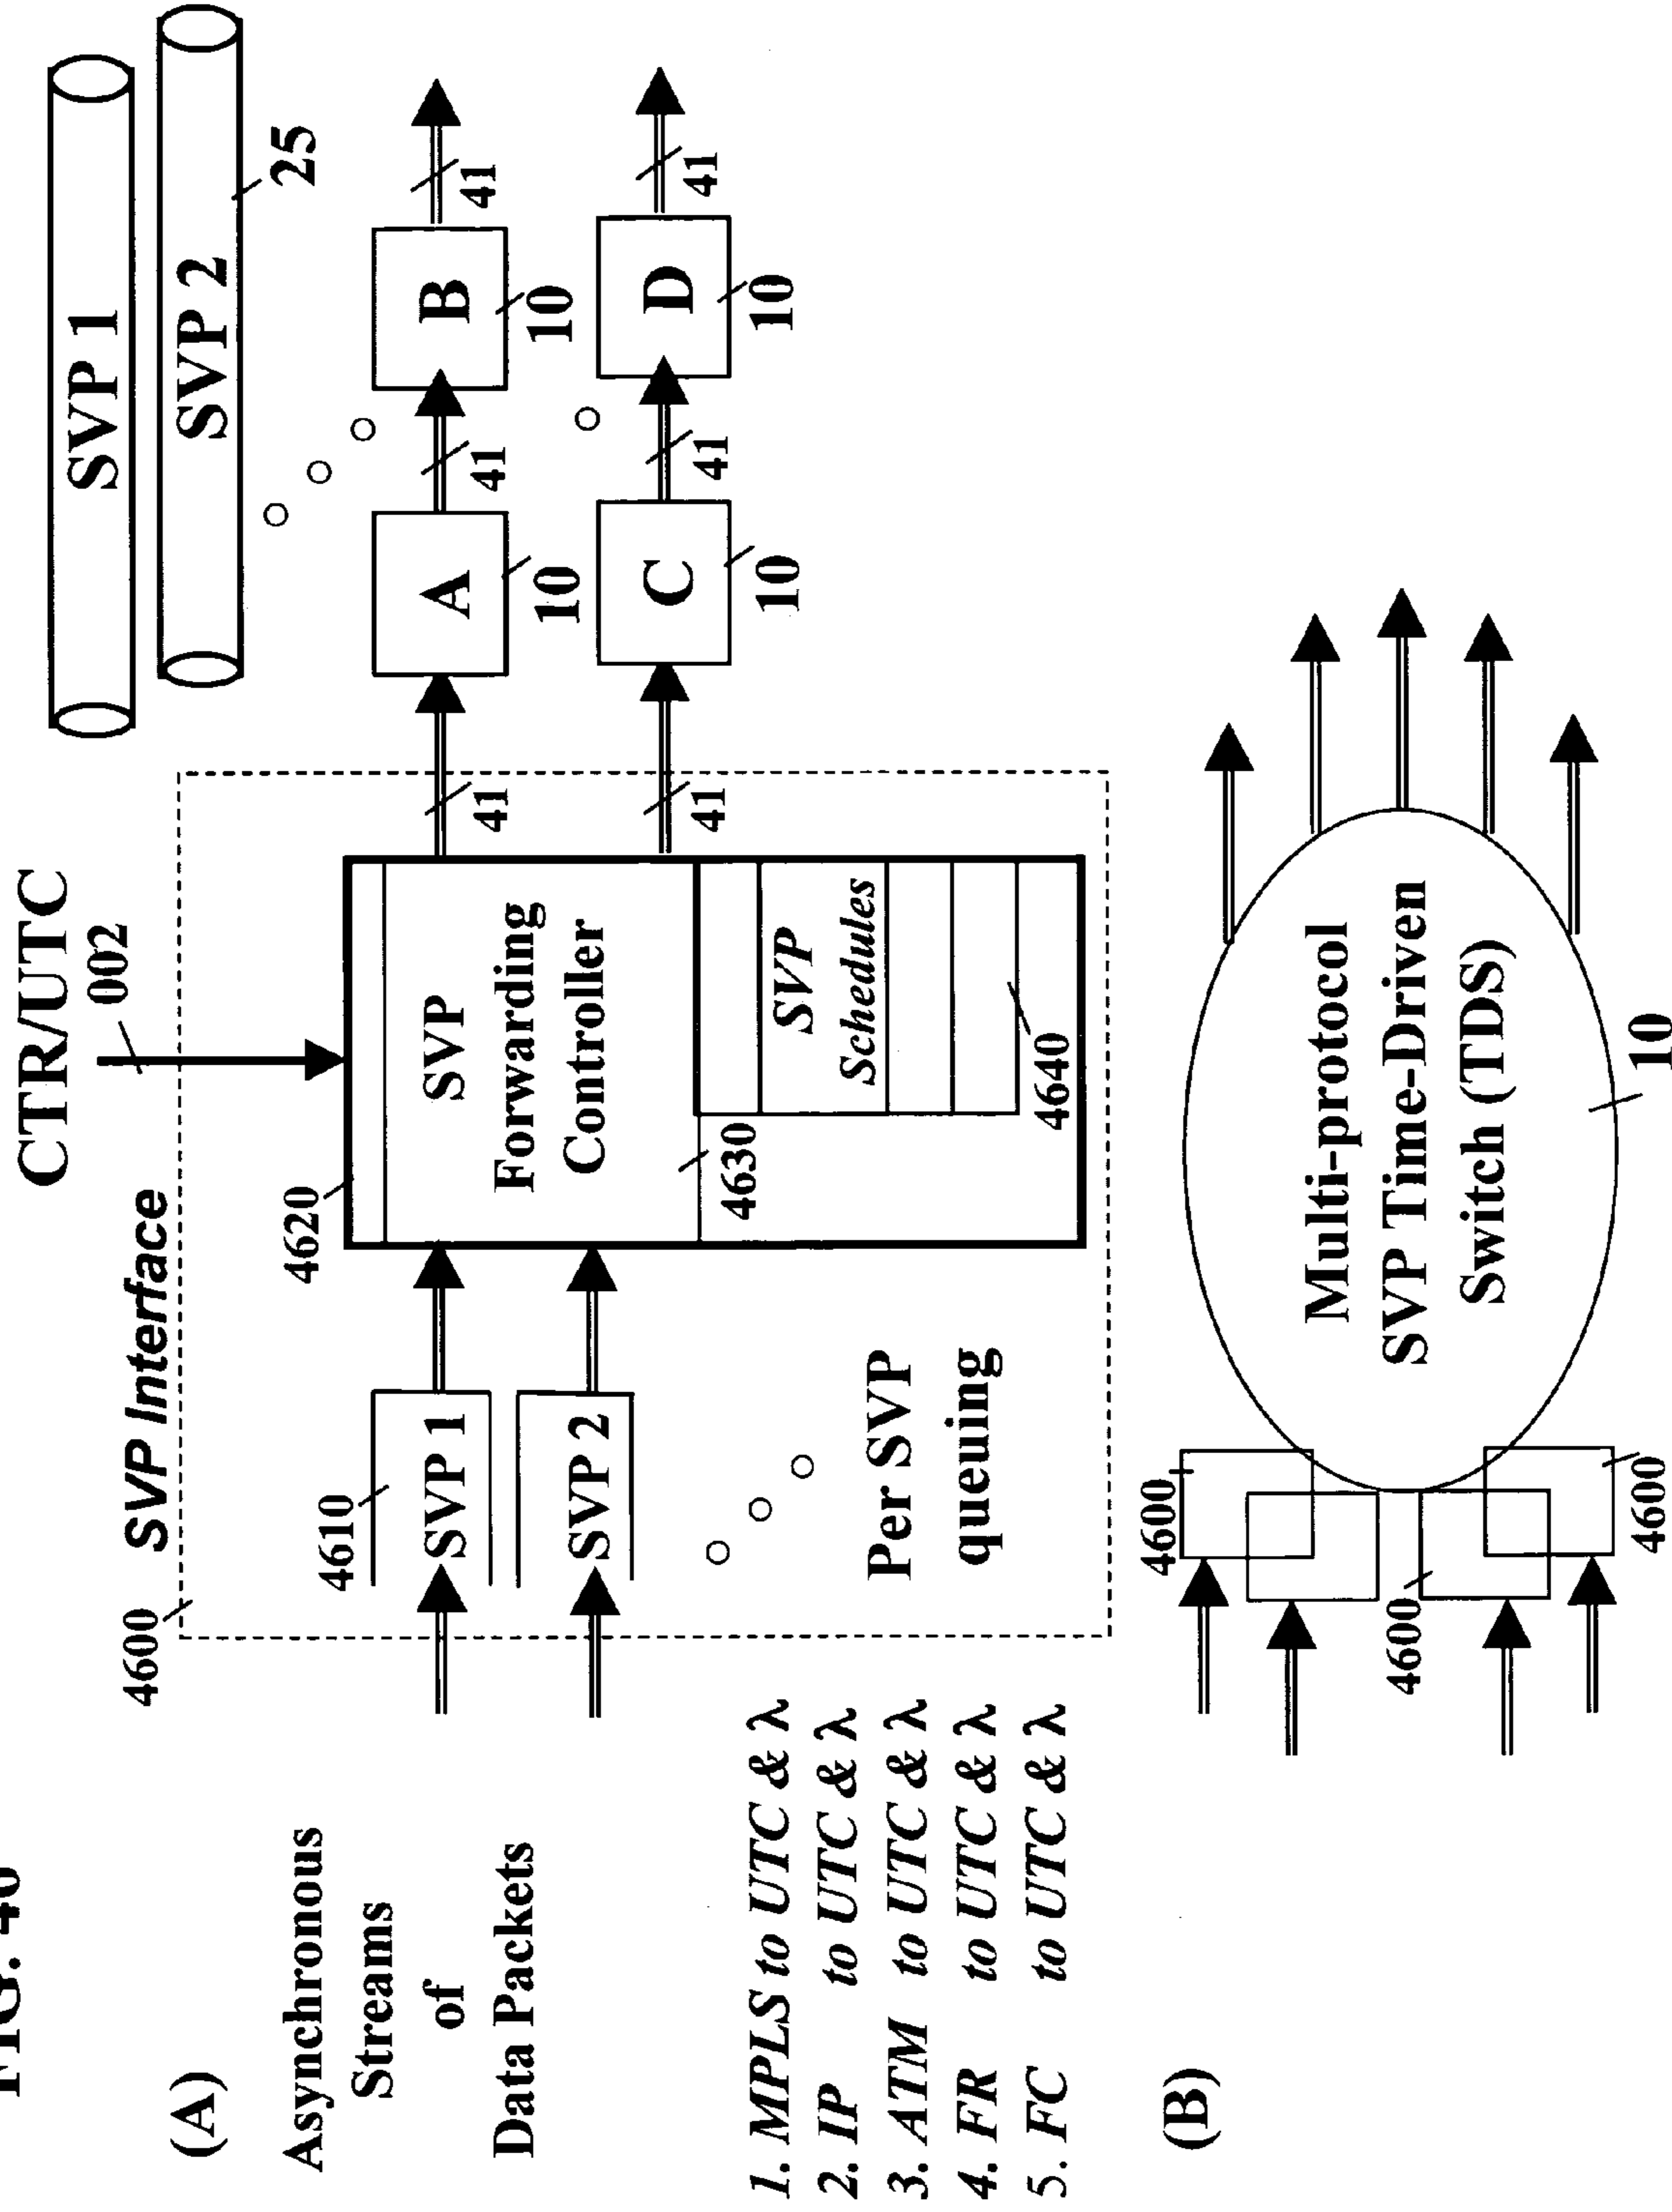 (A)
CTR/UTC
002
SVP 1
SVP 2
25
4600
SVP Interface
Asynchronous
Streams
of
Data Packets
4610
SVP 1
SVP 2
Per SVP
queuing
4620
SVP
Forwarding
Controller
4630
SVP
Schedules
4640
41
41
A
10
41
B
10
41
C
10
41
D
10
41
1. MPLS to UTC & λ
2. IP to UTC & λ
3. ATM to UTC & λ
4. FR to UTC & λ
5. FC to UTC & λ
(B)
4600
4600
4600
Multi-protocol
SVP Time-Driven
Switch (TDS)
10